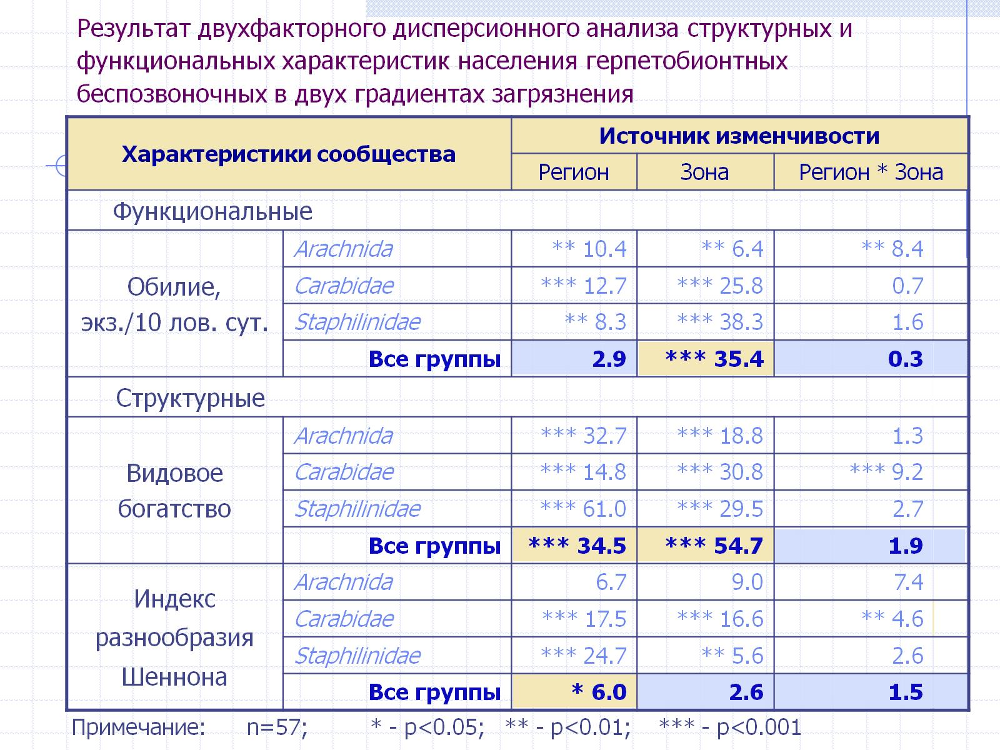 Результат двухфакторного дисперсионного анализа структурных и
функциональных характеристик населения герпетобионтных
беспозвоночных в двух градиентах загрязнения
Характеристики сообщества
Источник изменчивости
Регион Зона Регион * Зона
Функциональные
Обилие,
экз./10 лов. сут.
Arachnida ** 10.4 ** 6.4 ** 8.4
Carabidae *** 12.7 *** 25.8 0.7
Staphilinidae ** 8.3 *** 38.3 1.6
Все группы 2.9 *** 35.4 0.3
Структурные
Видовое
богатство
Arachnida *** 32.7 *** 18.8 1.3
Carabidae *** 14.8 *** 30.8 *** 9.2
Staphilinidae *** 61.0 *** 29.5 2.7
Все группы *** 34.5 *** 54.7 1.9
Индекс
разнообразия
Шеннона
Arachnida 6.7 9.0 7.4
Carabidae *** 17.5 *** 16.6 ** 4.6
Staphilinidae *** 24.7 ** 5.6 2.6
Все группы * 6.0 2.6 1.5
Примечание: n=57; * - p<0.05; ** - p<0.01; *** - p<0.001